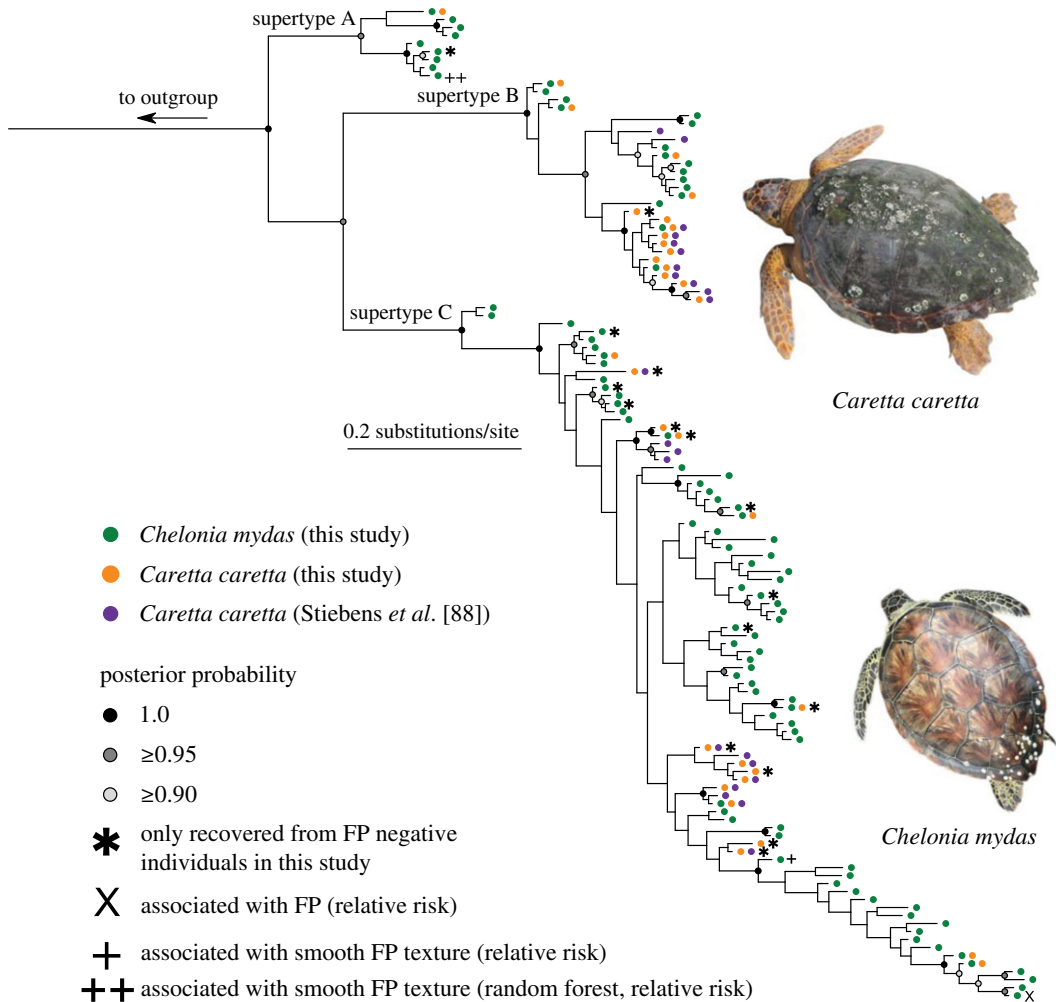 supertype A
++
to outgroup
supertype B
supertype C
Caretta caretta
0.2 substitutions/site
Chelonia mydas (this study)
Caretta caretta (this study)
Caretta caretta (Stiebens et al. [88])
posterior probability
1.0
≥0.95
≥0.90
* only recovered from FP negative
individuals in this study
Chelonia mydas
+
X associated with FP (relative risk)
+ associated with smooth FP texture (relative risk)
++ associated with smooth FP texture (random forest, relative risk)
X